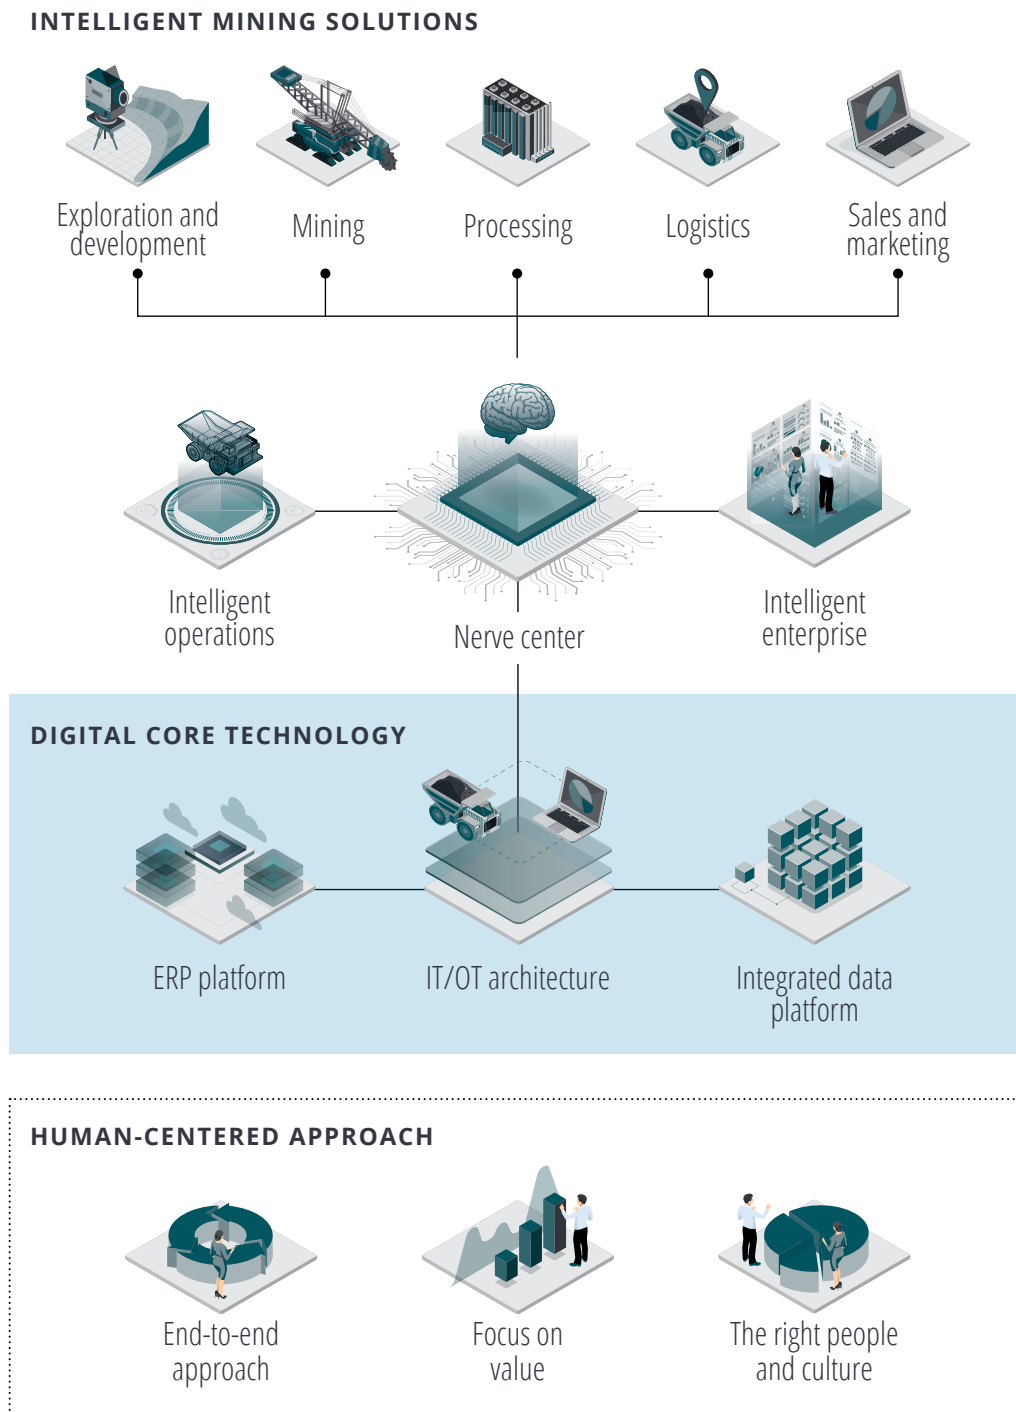 INTELLIGENT MINING SOLUTIONS
Exploration and
development
Mining
Processing
Logistics
Sales and
marketing
Intelligent
operations
Nerve center
Intelligent
enterprise
DIGITAL CORE TECHNOLOGY
ERP platform
IT/OT architecture
Integrated data
platform
HUMAN-CENTERED APPROACH
End-to-end
approach
Focus on
value
The right people
and culture